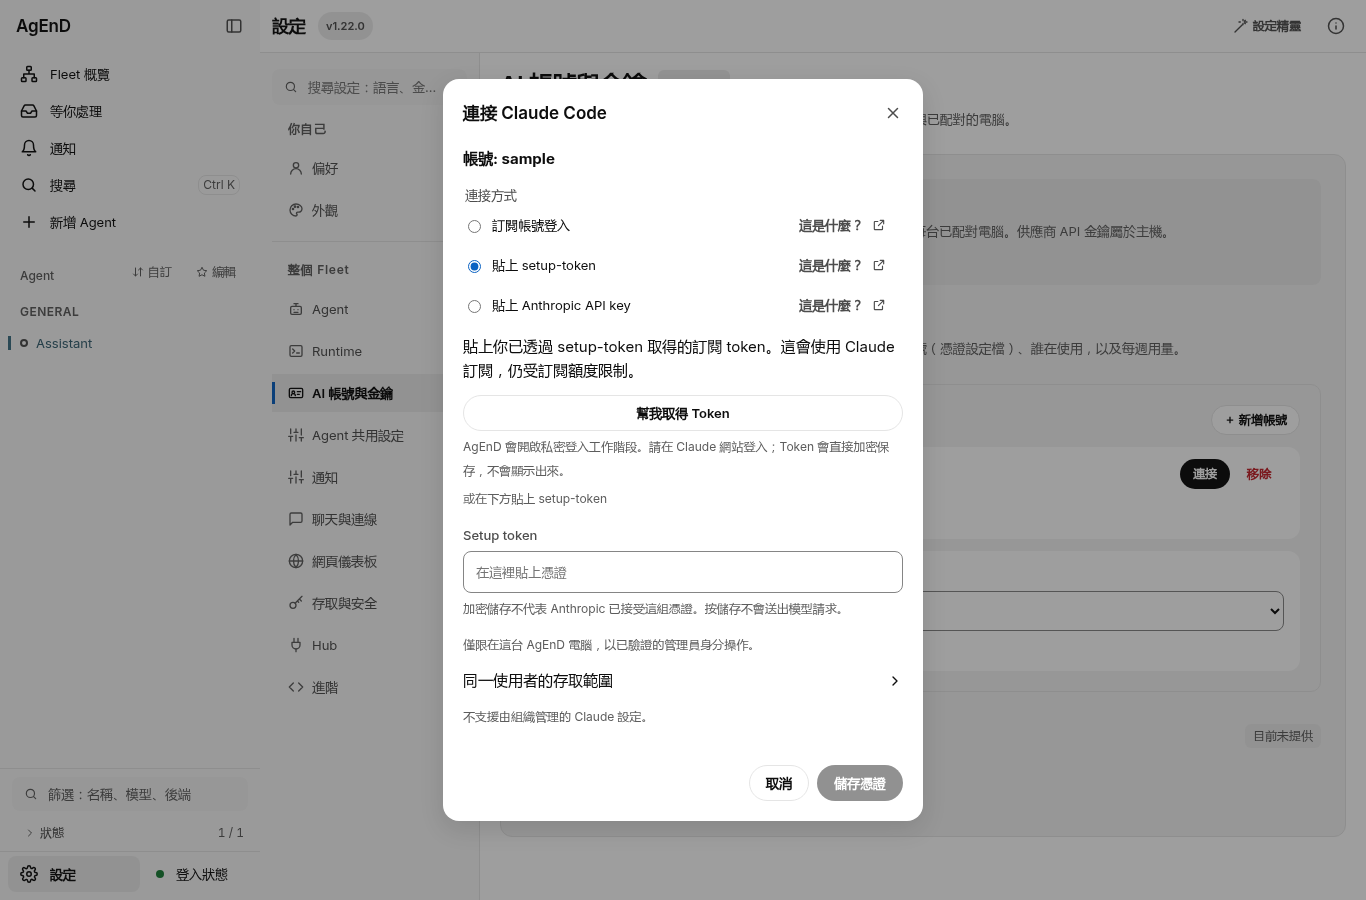 AgEnD
Fleet 概覽
等你處理
通知
搜尋 Ctrl K
新增 Agent
Agent 自訂 編輯
GENERAL
Assistant
篩選：名稱、模型、後端
狀態 1 / 1
設定 登入狀態
設定 v1.22.0
設定精靈
搜尋設定：語言、金...
你自己
偏好
外觀
整個 Fleet
Agent
Runtime
AI 帳號與金鑰
Agent 共用設定
通知
聊天與連線
網頁儀表板
存取與安全
Hub
進階
AI 帳號與金鑰
已配對的電腦。
台已配對電腦。供應商 API 金鑰屬於主機。
（憑證設定檔）、誰在使用，以及每週用量。
+ 新增帳號
連接 移除
目前未提供
連接 Claude Code
帳號: sample
連接方式
訂閱帳號登入 這是什麼？
貼上 setup-token 這是什麼？
貼上 Anthropic API key 這是什麼？
貼上你已透過 setup-token 取得的訂閱 token。這會使用 Claude
訂閱，仍受訂閱額度限制。
幫我取得 Token
AgEnD 會開啟私密登入工作階段。請在 Claude 網站登入；Token 會直接加密保
存，不會顯示出來。
或在下方貼上 setup-token
Setup token
在這裡貼上憑證
加密儲存不代表 Anthropic 已接受這組憑證。按儲存不會送出模型請求。
僅限在這台 AgEnD 電腦，以已驗證的管理員身分操作。
同一使用者的存取範圍
不支援由組織管理的 Claude 設定。
取消 儲存憑證